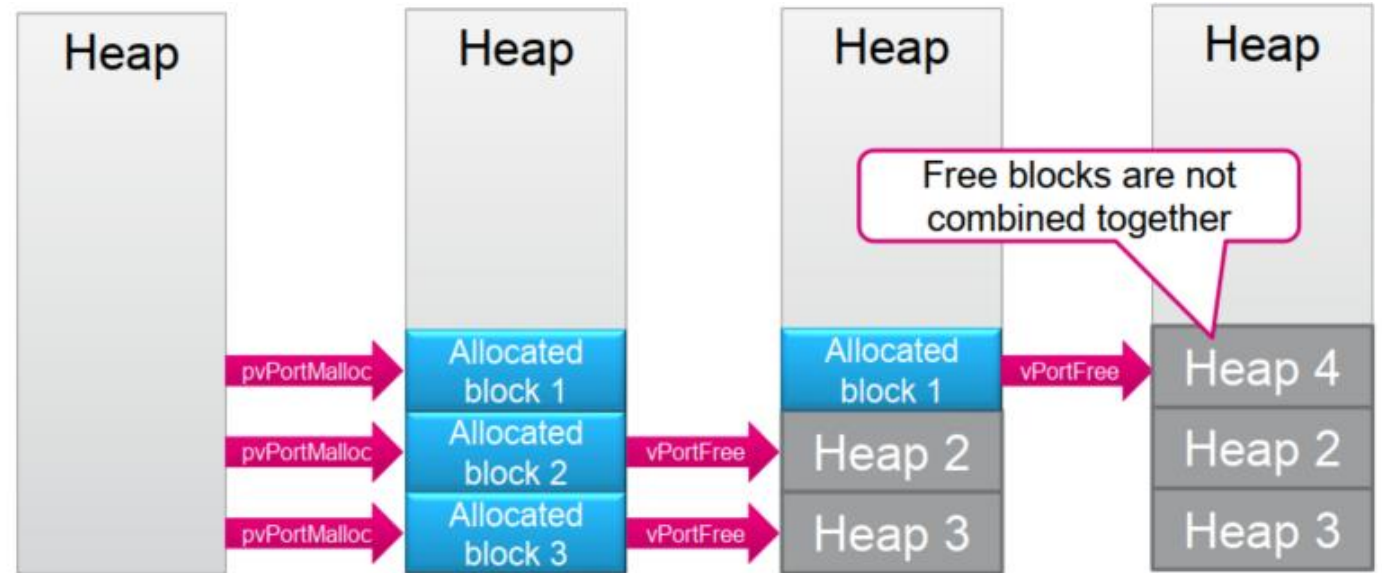 Heap
Heap
Heap
Heap
Free blocks are not
combined together
pvPortMalloc
Allocated
block 1
Allocated
block 1
vPortFree
Heap 4
pvPortMalloc
Allocated
block 2
vPortFree
Heap 2
Heap 2
pvPortMalloc
Allocated
block 3
vPortFree
Heap 3
Heap 3